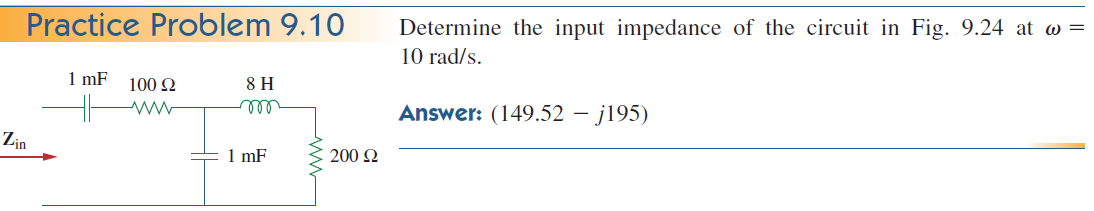 Practice Problem 9.10
Determine the input impedance of the circuit in Fig. 9.24 at ω =
10 rad/s.
1 mF
100 Ω
8 H
Answer: (149.52 − j195)
Zin
1 mF
200 Ω